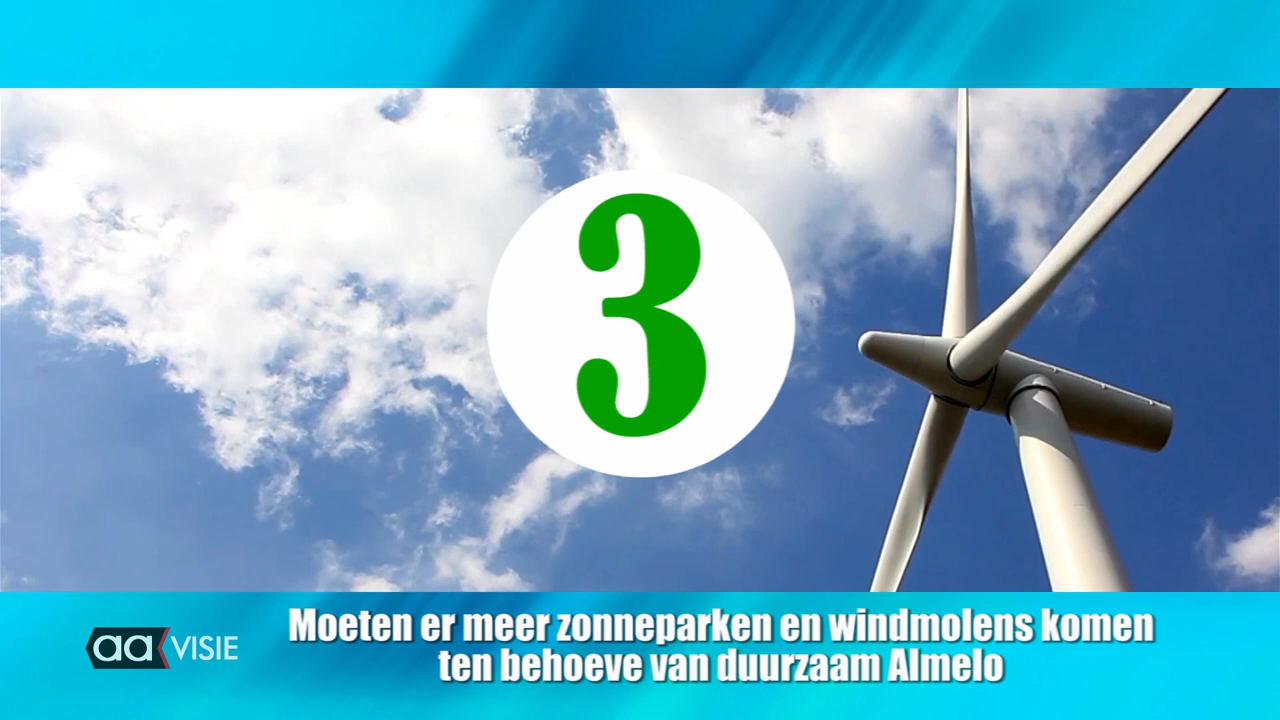 3
Moeten er meer zonneparken en windmolens komen
ten behoeve van duurzaam Almelo
aa VISIE